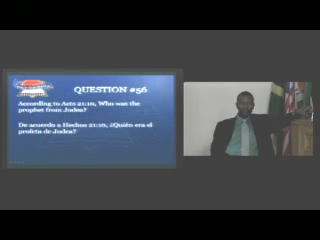 QUESTION #56
According to Acts 21:10, Who was the
prophet from Judea?
De acuerdo a Hechos 21:10, ¿Quién era el
profeta de Judea?